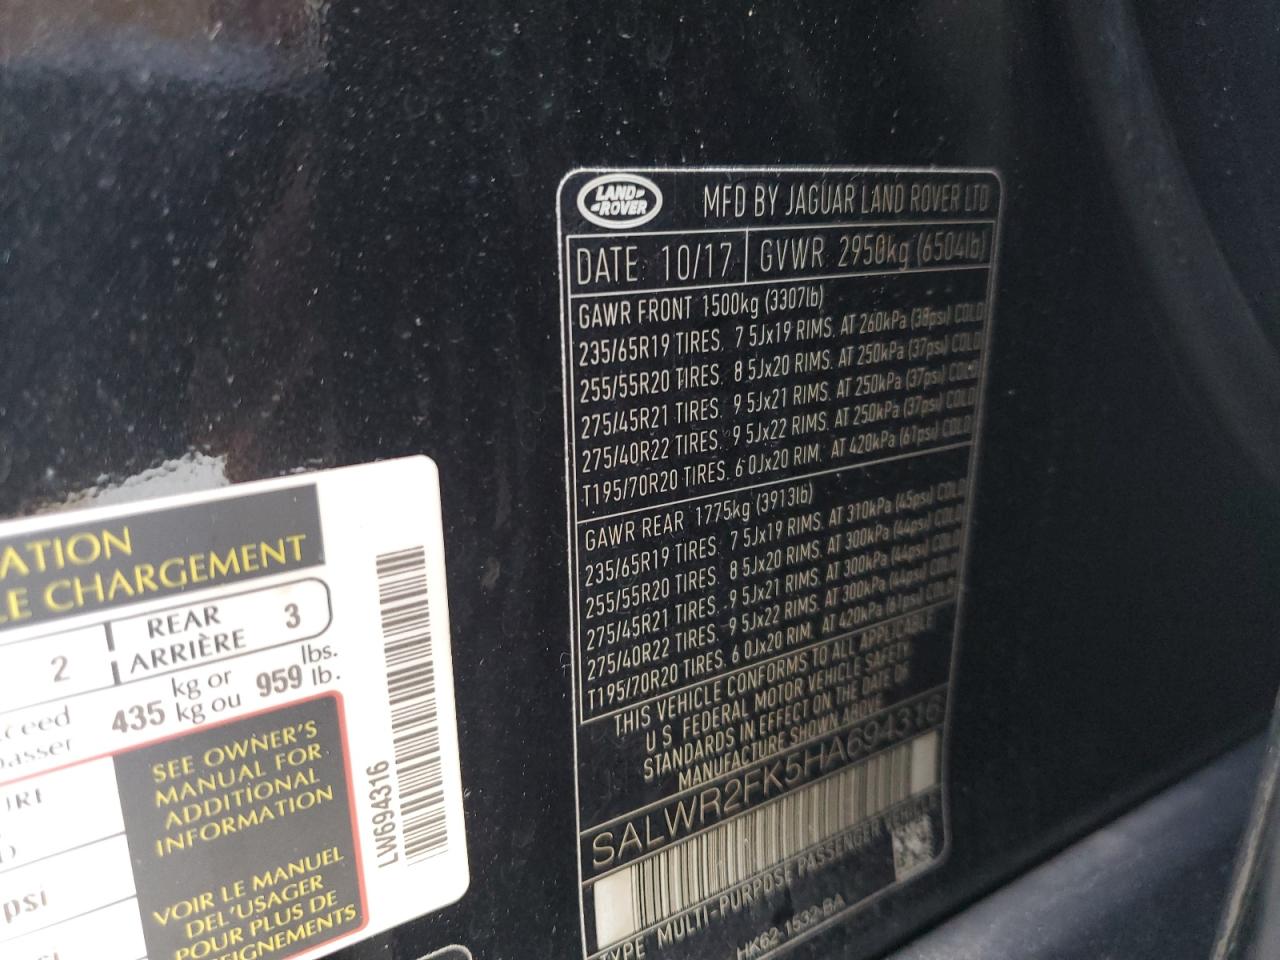 LAND-
-ROVER
MFD BY JAGUAR LAND ROVER LTD
DATE: 10/17 GVWR 2950kg (6504lb)
GAWR FRONT 1500kg (3307lb)
235/65R19 TIRES. 7 5Jx19 RIMS. AT 260kPa (38psi) COLD
255/55R20 TIRES. 8 5Jx20 RIMS. AT 250kPa (37psi) COLD
275/45R21 TIRES. 9 5Jx21 RIMS. AT 250kPa (37psi) COLD
275/40R22 TIRES. 9 5Jx22 RIMS. AT 250kPa (37psi) COLD
T195/70R20 TIRES. 6 0Jx20 RIM. AT 420kPa (61psi) COLD
GAWR REAR 1775kg (3913lb)
235/65R19 TIRES. 7 5Jx19 RIMS. AT 310kPa (45psi) COLD
255/55R20 TIRES. 8 5Jx20 RIMS. AT 300kPa (44psi) COLD
275/45R21 TIRES. 9 5Jx21 RIMS. AT 300kPa (44psi) COLD
275/40R22 TIRES. 9 5Jx22 RIMS. AT 300kPa (44psi) COLD
T195/70R20 TIRES. 6 0Jx20 RIM. AT 420kPa (61psi) COLD
THIS VEHICLE CONFORMS TO ALL APPLICABLE
U S FEDERAL MOTOR VEHICLE SAFETY
STANDARDS IN EFFECT ON THE DATE OF
MANUFACTURE SHOWN ABOVE
SALWR2FK5HA694316
TYPE MULTI-PURPOSE PASSENGER VEHICLE
HK62-1532-BA
ATION
LE CHARGEMENT
2 REAR 3
ARRIÈRE
435 kg or 959 lbs.
kg ou lb.
SEE OWNER'S
MANUAL FOR
ADDITIONAL
INFORMATION
psi
VOIR LE MANUEL
DEL'USAGER
POUR PLUS DE
EIGNEMENTS
LW694316